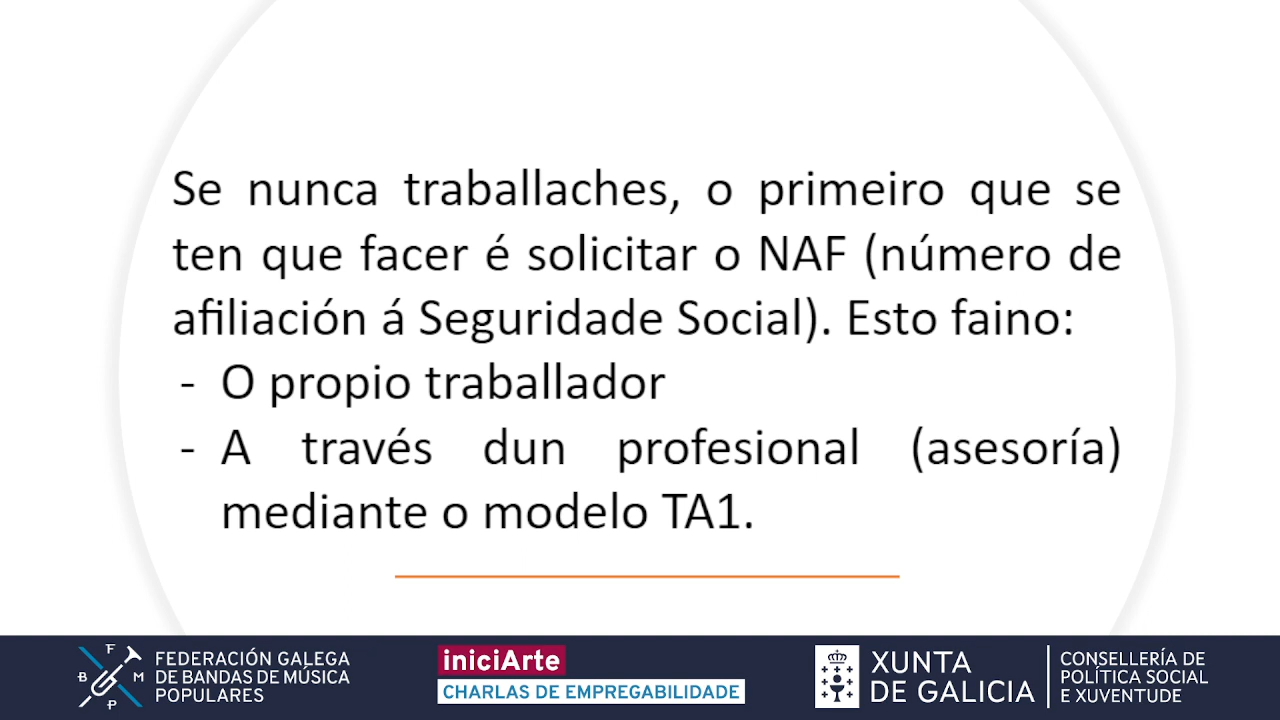 Se nunca traballaches, o primeiro que se
ten que facer é solicitar o NAF (número de
afiliación á Seguridade Social). Esto faino:
- O propio traballador
- A través dun profesional (asesoría)
mediante o modelo TA1.
F
B M
P
FEDERACIÓN GALEGA
DE BANDAS DE MÚSICA
POPULARES
iniciArte
CHARLAS DE EMPREGABILIDADE
XUNTA
DE GALICIA
CONSELLERÍA DE
POLÍTICA SOCIAL
E XUVENTUDE